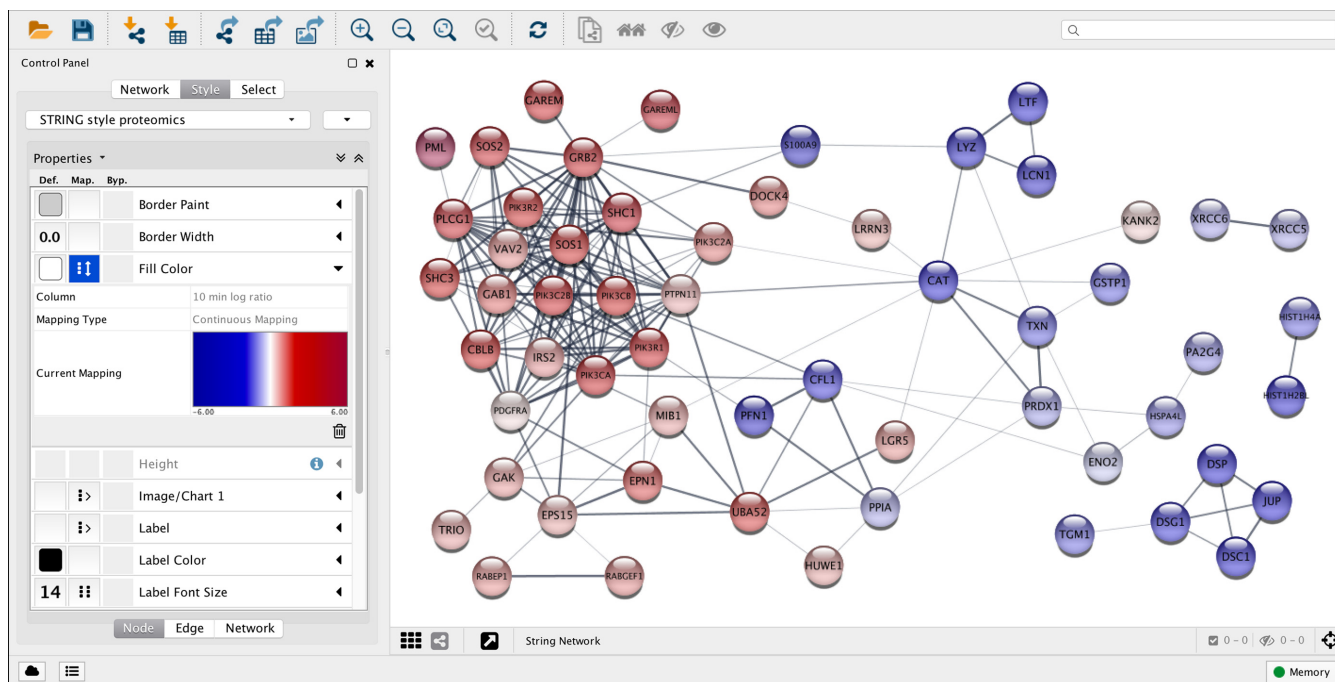 Control Panel
Network Style Select
STRING style proteomics
Properties
Def. Map. Byp.
Border Paint
0.0 Border Width
Fill Color
Column 10 min log ratio
Mapping Type Continuous Mapping
Current Mapping
-6.00 6.00
Height
Image/Chart 1
Label
Label Color
14 Label Font Size
Node Edge Network
GAREM
GAREML
LTF
PML
SOS2
GRB2
S100A9
LYZ
LCN1
DOCK4
PLCG1
PIK3R2
SHC1
KANK2
XRCC6
XRCC5
LRRN3
VAV2
SOS1
PIK3C2A
SHC3
GAB1
PIK3C2B
PIK3CB
PTPN11
CAT
GSTP1
TXN
HIST1H4A
CBLB
IRS2
PIK3R1
PA2G4
PIK3CA
CFL1
HIST1H2BL
PDGFRA
MIB1
PFN1
PRDX1
HSPA4L
LGR5
ENO2
DSP
GAK
EPN1
JUP
EPS15
UBA52
PPIA
TRIO
DSG1
TGM1
DSC1
RABEP1
RABGEF1
HUWE1
String Network
0 - 0 0 - 0
Memory